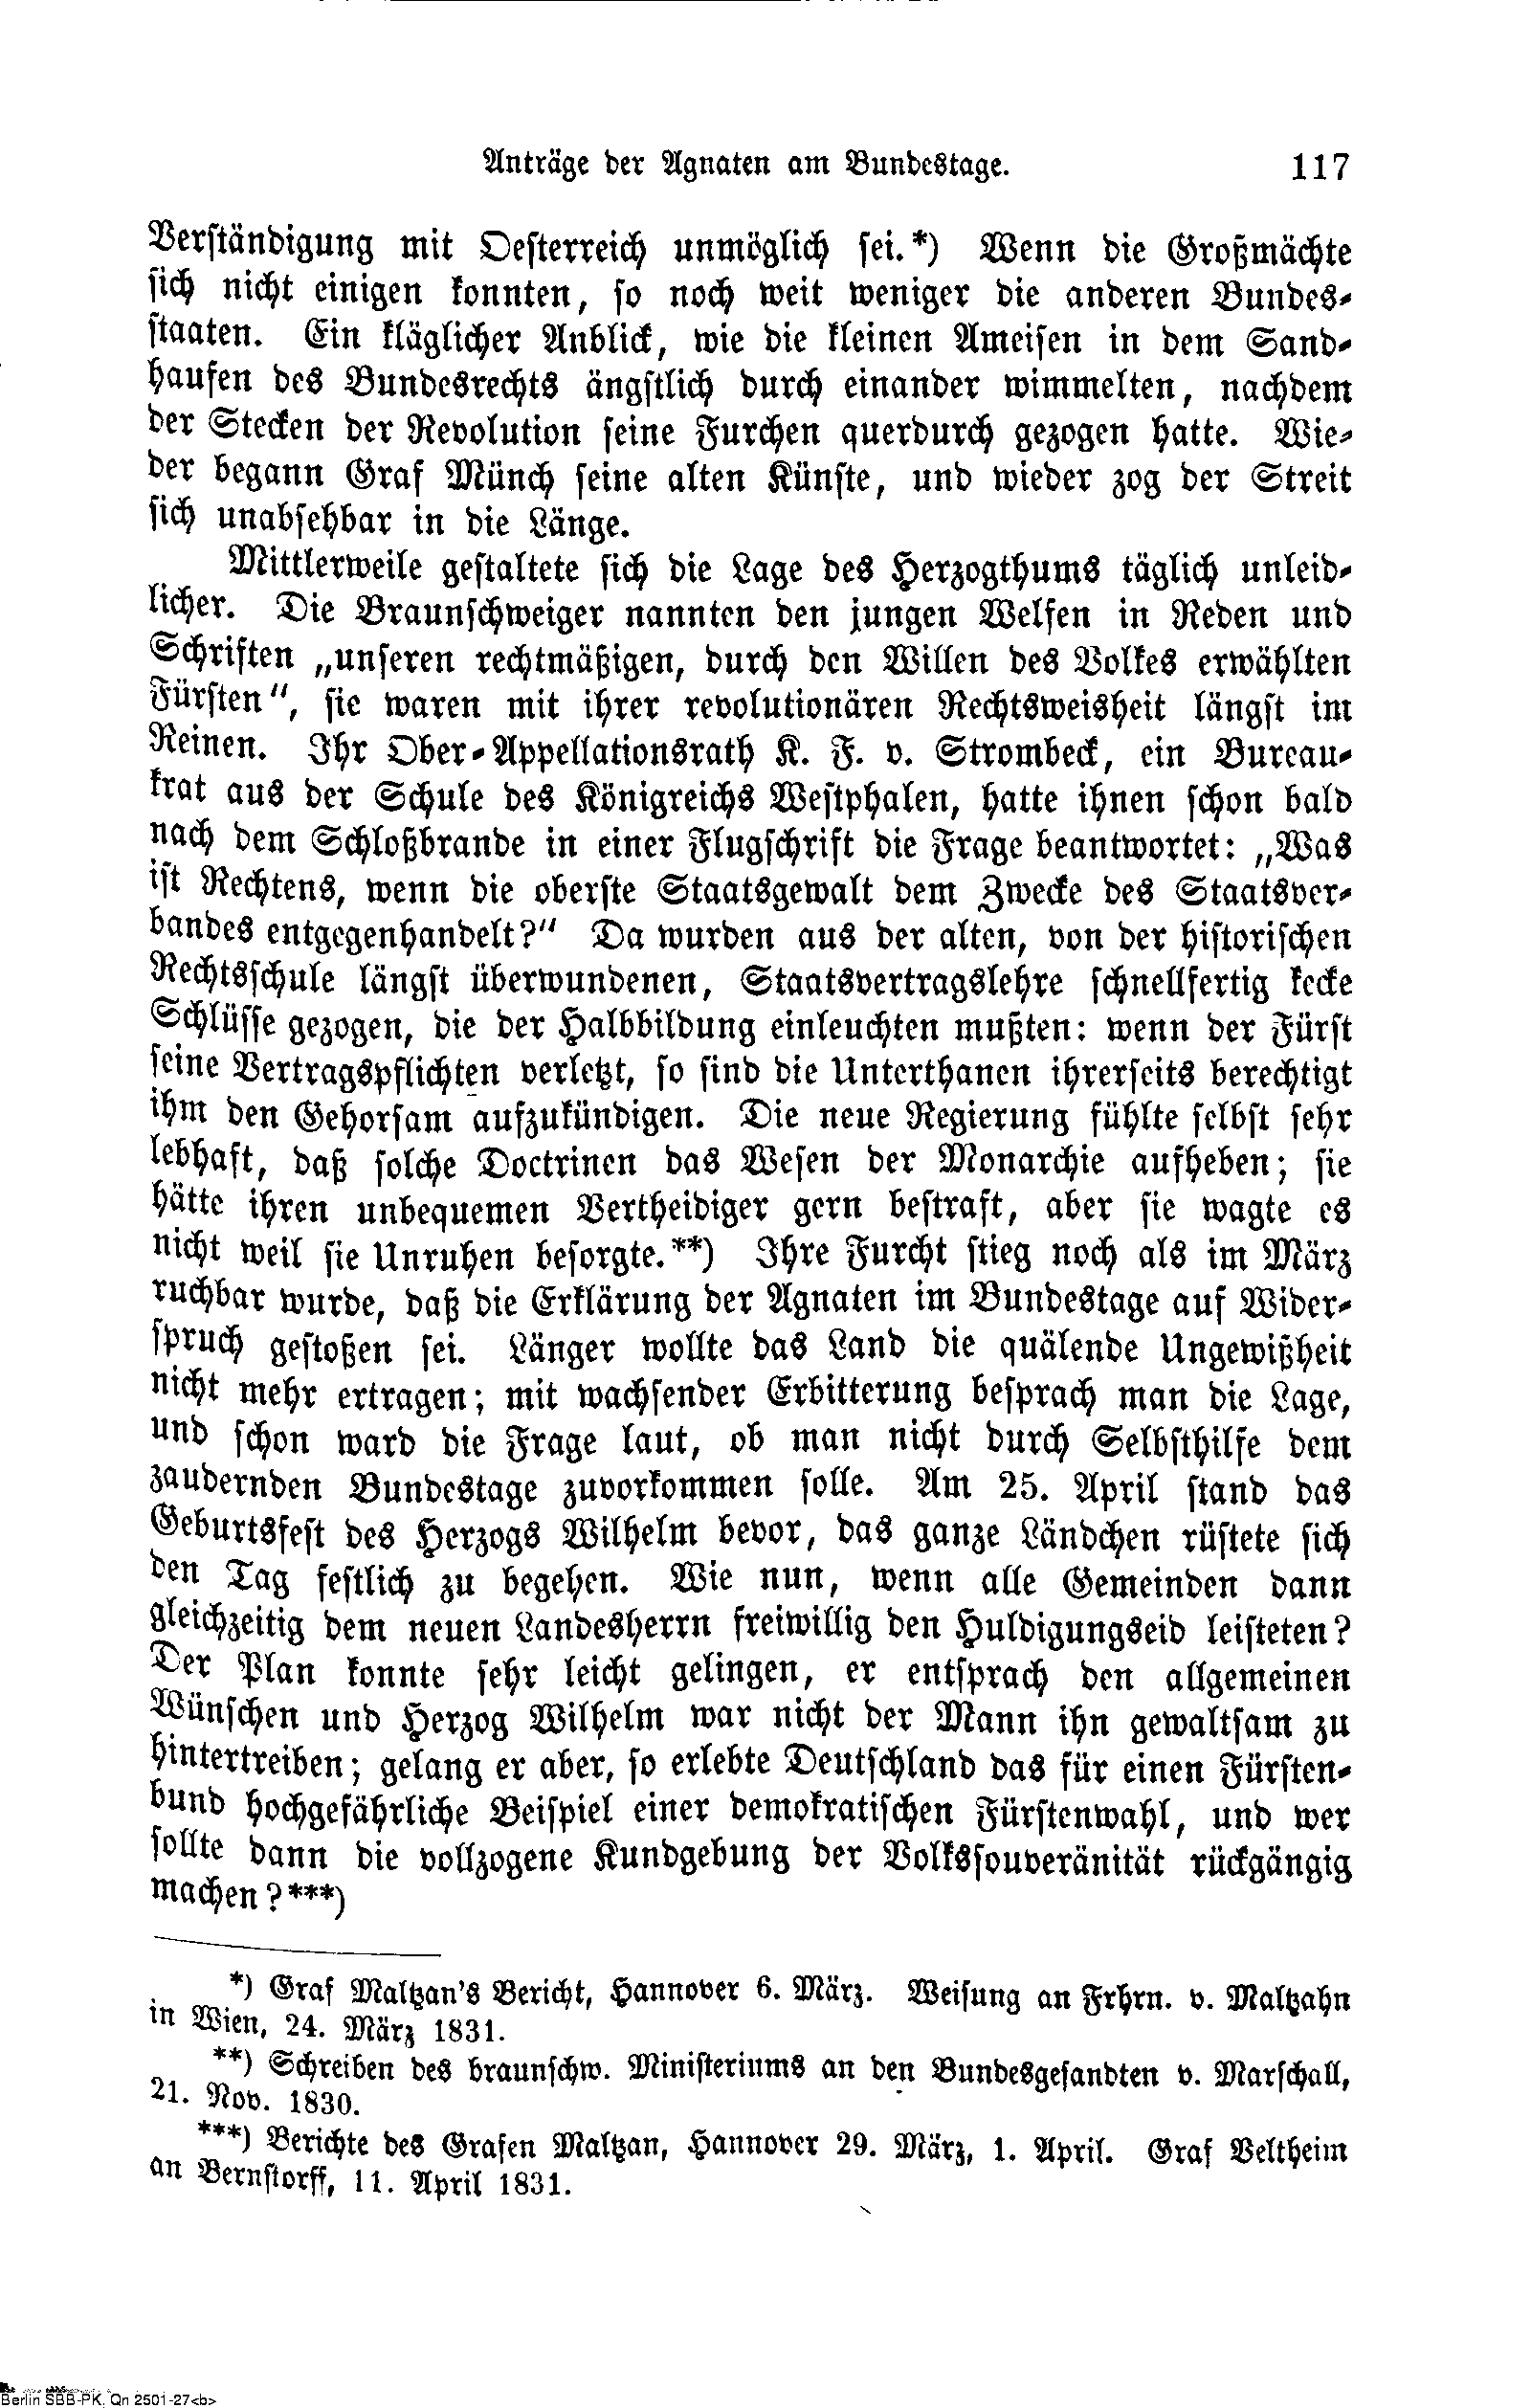 Anträge der Agnaten am Bundestage. 117
Verständigung mit Oesterreich unmöglich sei.*) Wenn die Großmächte
sich nicht einigen konnten, so noch weit weniger die anderen Bundes-
staaten. Ein kläglicher Anblick, wie die kleinen Ameisen in dem Sand-
haufen des Bundesrechts ängstlich durch einander wimmelten, nachdem
der Stecken der Revolution seine Furchen querdurch gezogen hatte. Wie-
der begann Graf Münch seine alten Künste, und wieder zog der Streit
sich unabsehbar in die Länge.
Mittlerweile gestaltete sich die Lage des Herzogthums täglich unleid-
licher. Die Braunschweiger nannten den jungen Welfen in Reden und
Schriften „unseren rechtmäßigen, durch den Willen des Volkes erwählten
Fürsten“, sie waren mit ihrer revolutionären Rechtsweisheit längst im
Reinen. Ihr Ober-Appellationsrath K. F. v. Strombeck, ein Bureau-
krat aus der Schule des Königreichs Westphalen, hatte ihnen schon bald
nach dem Schloßbrande in einer Flugschrift die Frage beantwortet: „Was
ist Rechtens, wenn die oberste Staatsgewalt dem Zwecke des Staatsver-
bandes entgegenhandelt?“ Da wurden aus der alten, von der historischen
Rechtsschule längst überwundenen, Staatsvertragslehre schnellfertig kecke
Schlüsse gezogen, die der Halbbildung einleuchten mußten: wenn der Fürst
seine Vertragspflichten verletzt, so sind die Unterthanen ihrerseits berechtigt
ihm den Gehorsam aufzukündigen. Die neue Regierung fühlte selbst sehr
lebhaft, daß solche Doctrinen das Wesen der Monarchie aufheben; sie
hätte ihren unbequemen Vertheidiger gern bestraft, aber sie wagte es
nicht weil sie Unruhen besorgte.**) Ihre Furcht stieg noch als im März
ruchbar wurde, daß die Erklärung der Agnaten im Bundestage auf Wider-
spruch gestoßen sei. Länger wollte das Land die quälende Ungewißheit
nicht mehr ertragen; mit wachsender Erbitterung besprach man die Lage,
und schon ward die Frage laut, ob man nicht durch Selbsthilfe dem
zaudernden Bundestage zuvorkommen solle. Am 25. April stand das
Geburtsfest des Herzogs Wilhelm bevor, das ganze Ländchen rüstete sich
den Tag festlich zu begehen. Wie nun, wenn alle Gemeinden dann
gleichzeitig dem neuen Landesherrn freiwillig den Huldigungseid leisteten?
Der Plan konnte sehr leicht gelingen, er entsprach den allgemeinen
Wünschen und Herzog Wilhelm war nicht der Mann ihn gewaltsam zu
hintertreiben; gelang er aber, so erlebte Deutschland das für einen Fürsten-
bund hochgefährliche Beispiel einer demokratischen Fürstenwahl, und wer
sollte dann die vollzogene Kundgebung der Volkssouveränität rückgängig
machen?***)
*) Graf Maltzan's Bericht, Hannover 6. März. Weisung an Frhrn. v. Maltzahn
in Wien, 24. März 1831.
**) Schreiben des braunschw. Ministeriums an den Bundesgesandten v. Marschall,
21. Nov. 1830.
***) Berichte des Grafen Maltzan, Hannover 29. März, 1. April. Graf Veltheim
an Bernstorff, 11. April 1831.
Berlin SBB-PK, Qn 2501-27<b>